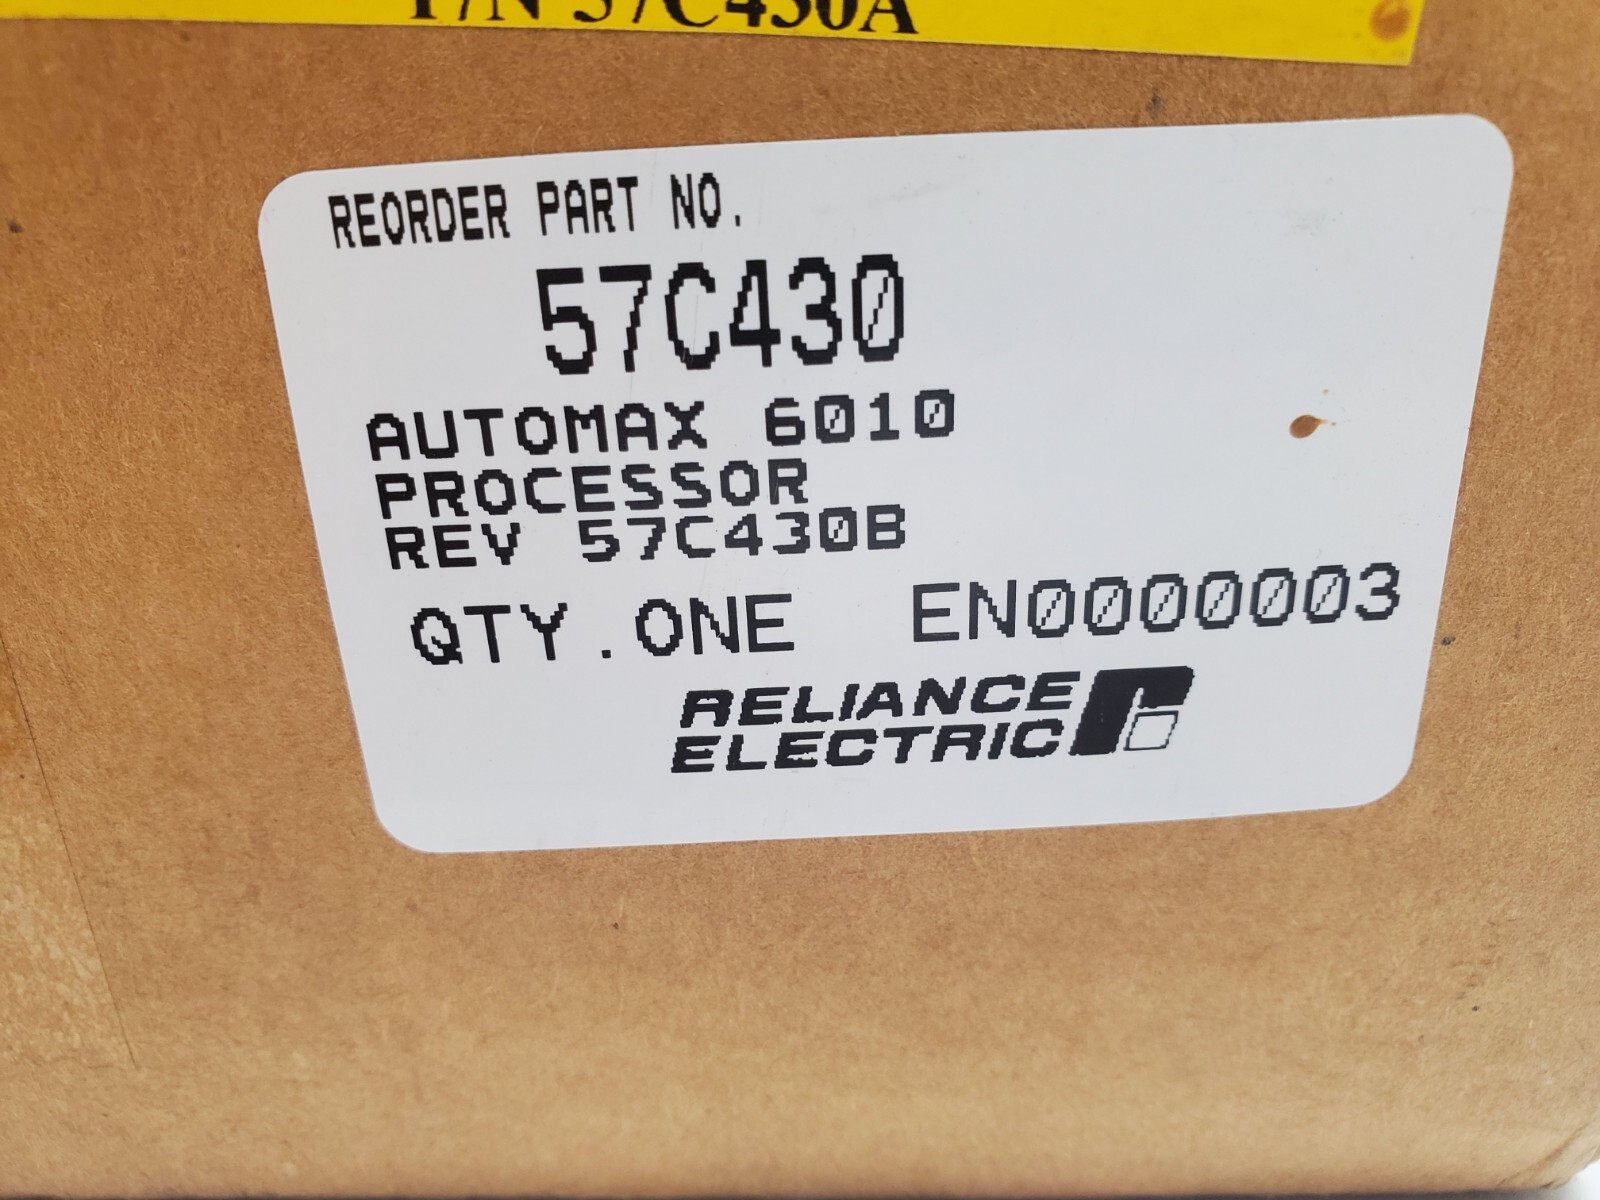 P/N 57C430A
REORDER PART NO.
57C430
AUTOMAX 6010
PROCESSOR
REV 57C430B
QTY.ONE EN0000003
RELIANCE
ELECTRIC